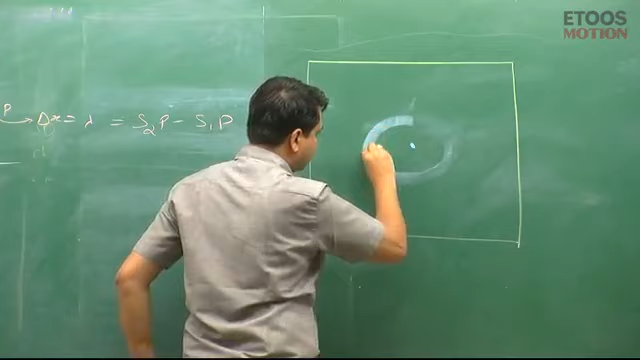 ETOOS
MOTION
P
Δx = λ = S₂P - S₁P